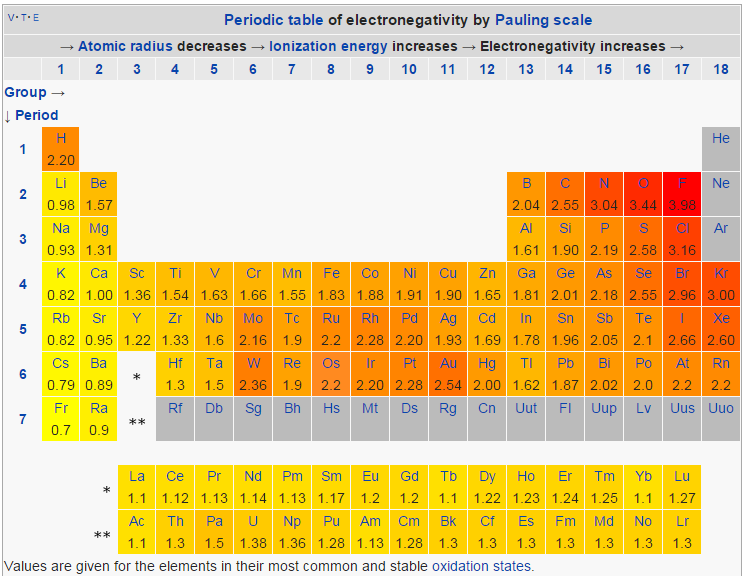 V·T·E
Periodic table of electronegativity by Pauling scale
→ Atomic radius decreases → Ionization energy increases → Electronegativity increases →
1 2 3 4 5 6 7 8 9 10 11 12 13 14 15 16 17 18
Group →
↓ Period
1
H He
2.20
2
Li Be B C N O F Ne
0.98 1.57 2.04 2.55 3.04 3.44 3.98
3
Na Mg Al Si P S Cl Ar
0.93 1.31 1.61 1.90 2.19 2.58 3.16
4
K Ca Sc Ti V Cr Mn Fe Co Ni Cu Zn Ga Ge As Se Br Kr
0.82 1.00 1.36 1.54 1.63 1.66 1.55 1.83 1.88 1.91 1.90 1.65 1.81 2.01 2.18 2.55 2.96 3.00
5
Rb Sr Y Zr Nb Mo Tc Ru Rh Pd Ag Cd In Sn Sb Te I Xe
0.82 0.95 1.22 1.33 1.6 2.16 1.9 2.2 2.28 2.20 1.93 1.69 1.78 1.96 2.05 2.1 2.66 2.60
6
Cs Ba * Hf Ta W Re Os Ir Pt Au Hg Tl Pb Bi Po At Rn
0.79 0.89 1.3 1.5 2.36 1.9 2.2 2.20 2.28 2.54 2.00 1.62 1.87 2.02 2.0 2.2 2.2
7
Fr Ra ** Rf Db Sg Bh Hs Mt Ds Rg Cn Uut Fl Uup Lv Uus Uuo
0.7 0.9
*
La Ce Pr Nd Pm Sm Eu Gd Tb Dy Ho Er Tm Yb Lu
1.1 1.12 1.13 1.14 1.13 1.17 1.2 1.2 1.1 1.22 1.23 1.24 1.25 1.1 1.27
**
Ac Th Pa U Np Pu Am Cm Bk Cf Es Fm Md No Lr
1.1 1.3 1.5 1.38 1.36 1.28 1.13 1.28 1.3 1.3 1.3 1.3 1.3 1.3 1.3
Values are given for the elements in their most common and stable oxidation states.